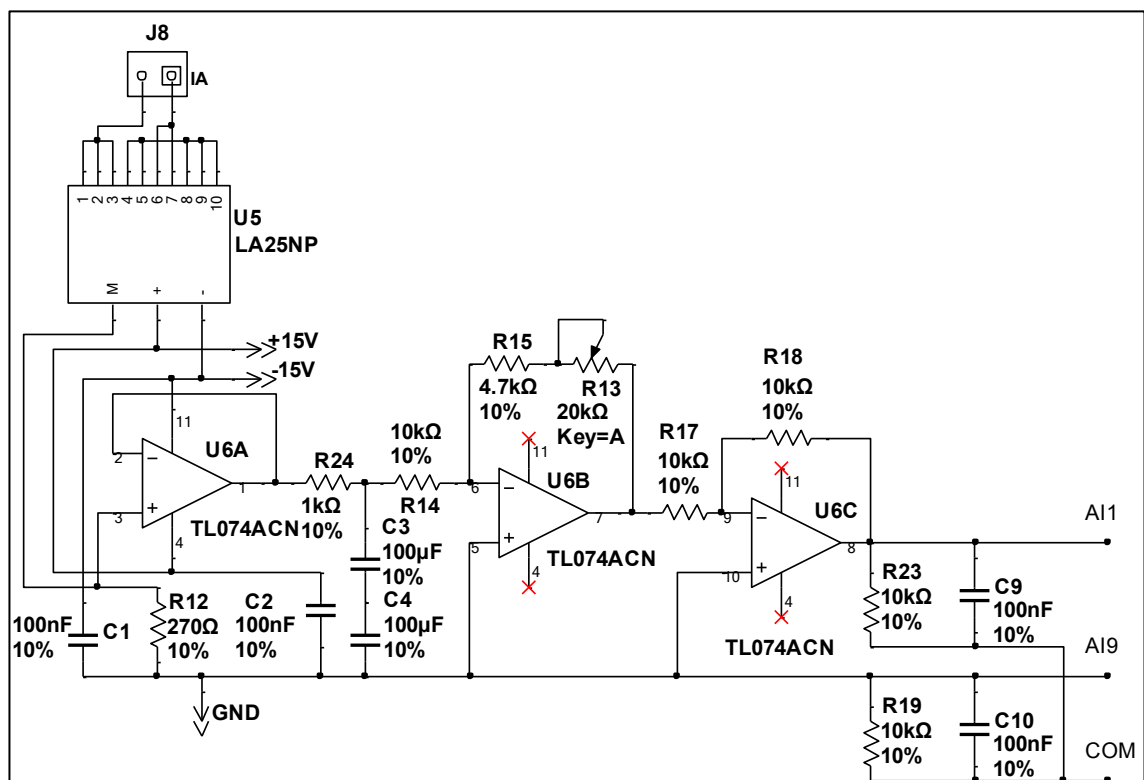 J8
IA
1 2 3 4 5 6 7 8 9 10
U5
LA25NP
M + -
+15V
-15V
11
2
U6A
1
3
TL074ACN
4
R24
1kΩ
10%
10kΩ
10%
R14
R15
4.7kΩ
10%
R13
20kΩ
Key=A
11
6
U6B
7
5
TL074ACN
4
R17
10kΩ
10%
R18
10kΩ
10%
11
9
U6C
8
10
4
TL074ACN
AI1
100nF
10%
C1
R12
270Ω
10%
C2
100nF
10%
C3
100µF
10%
C4
100µF
10%
R23
10kΩ
10%
C9
100nF
10%
AI9
GND
R19
10kΩ
10%
C10
100nF
10%
COM